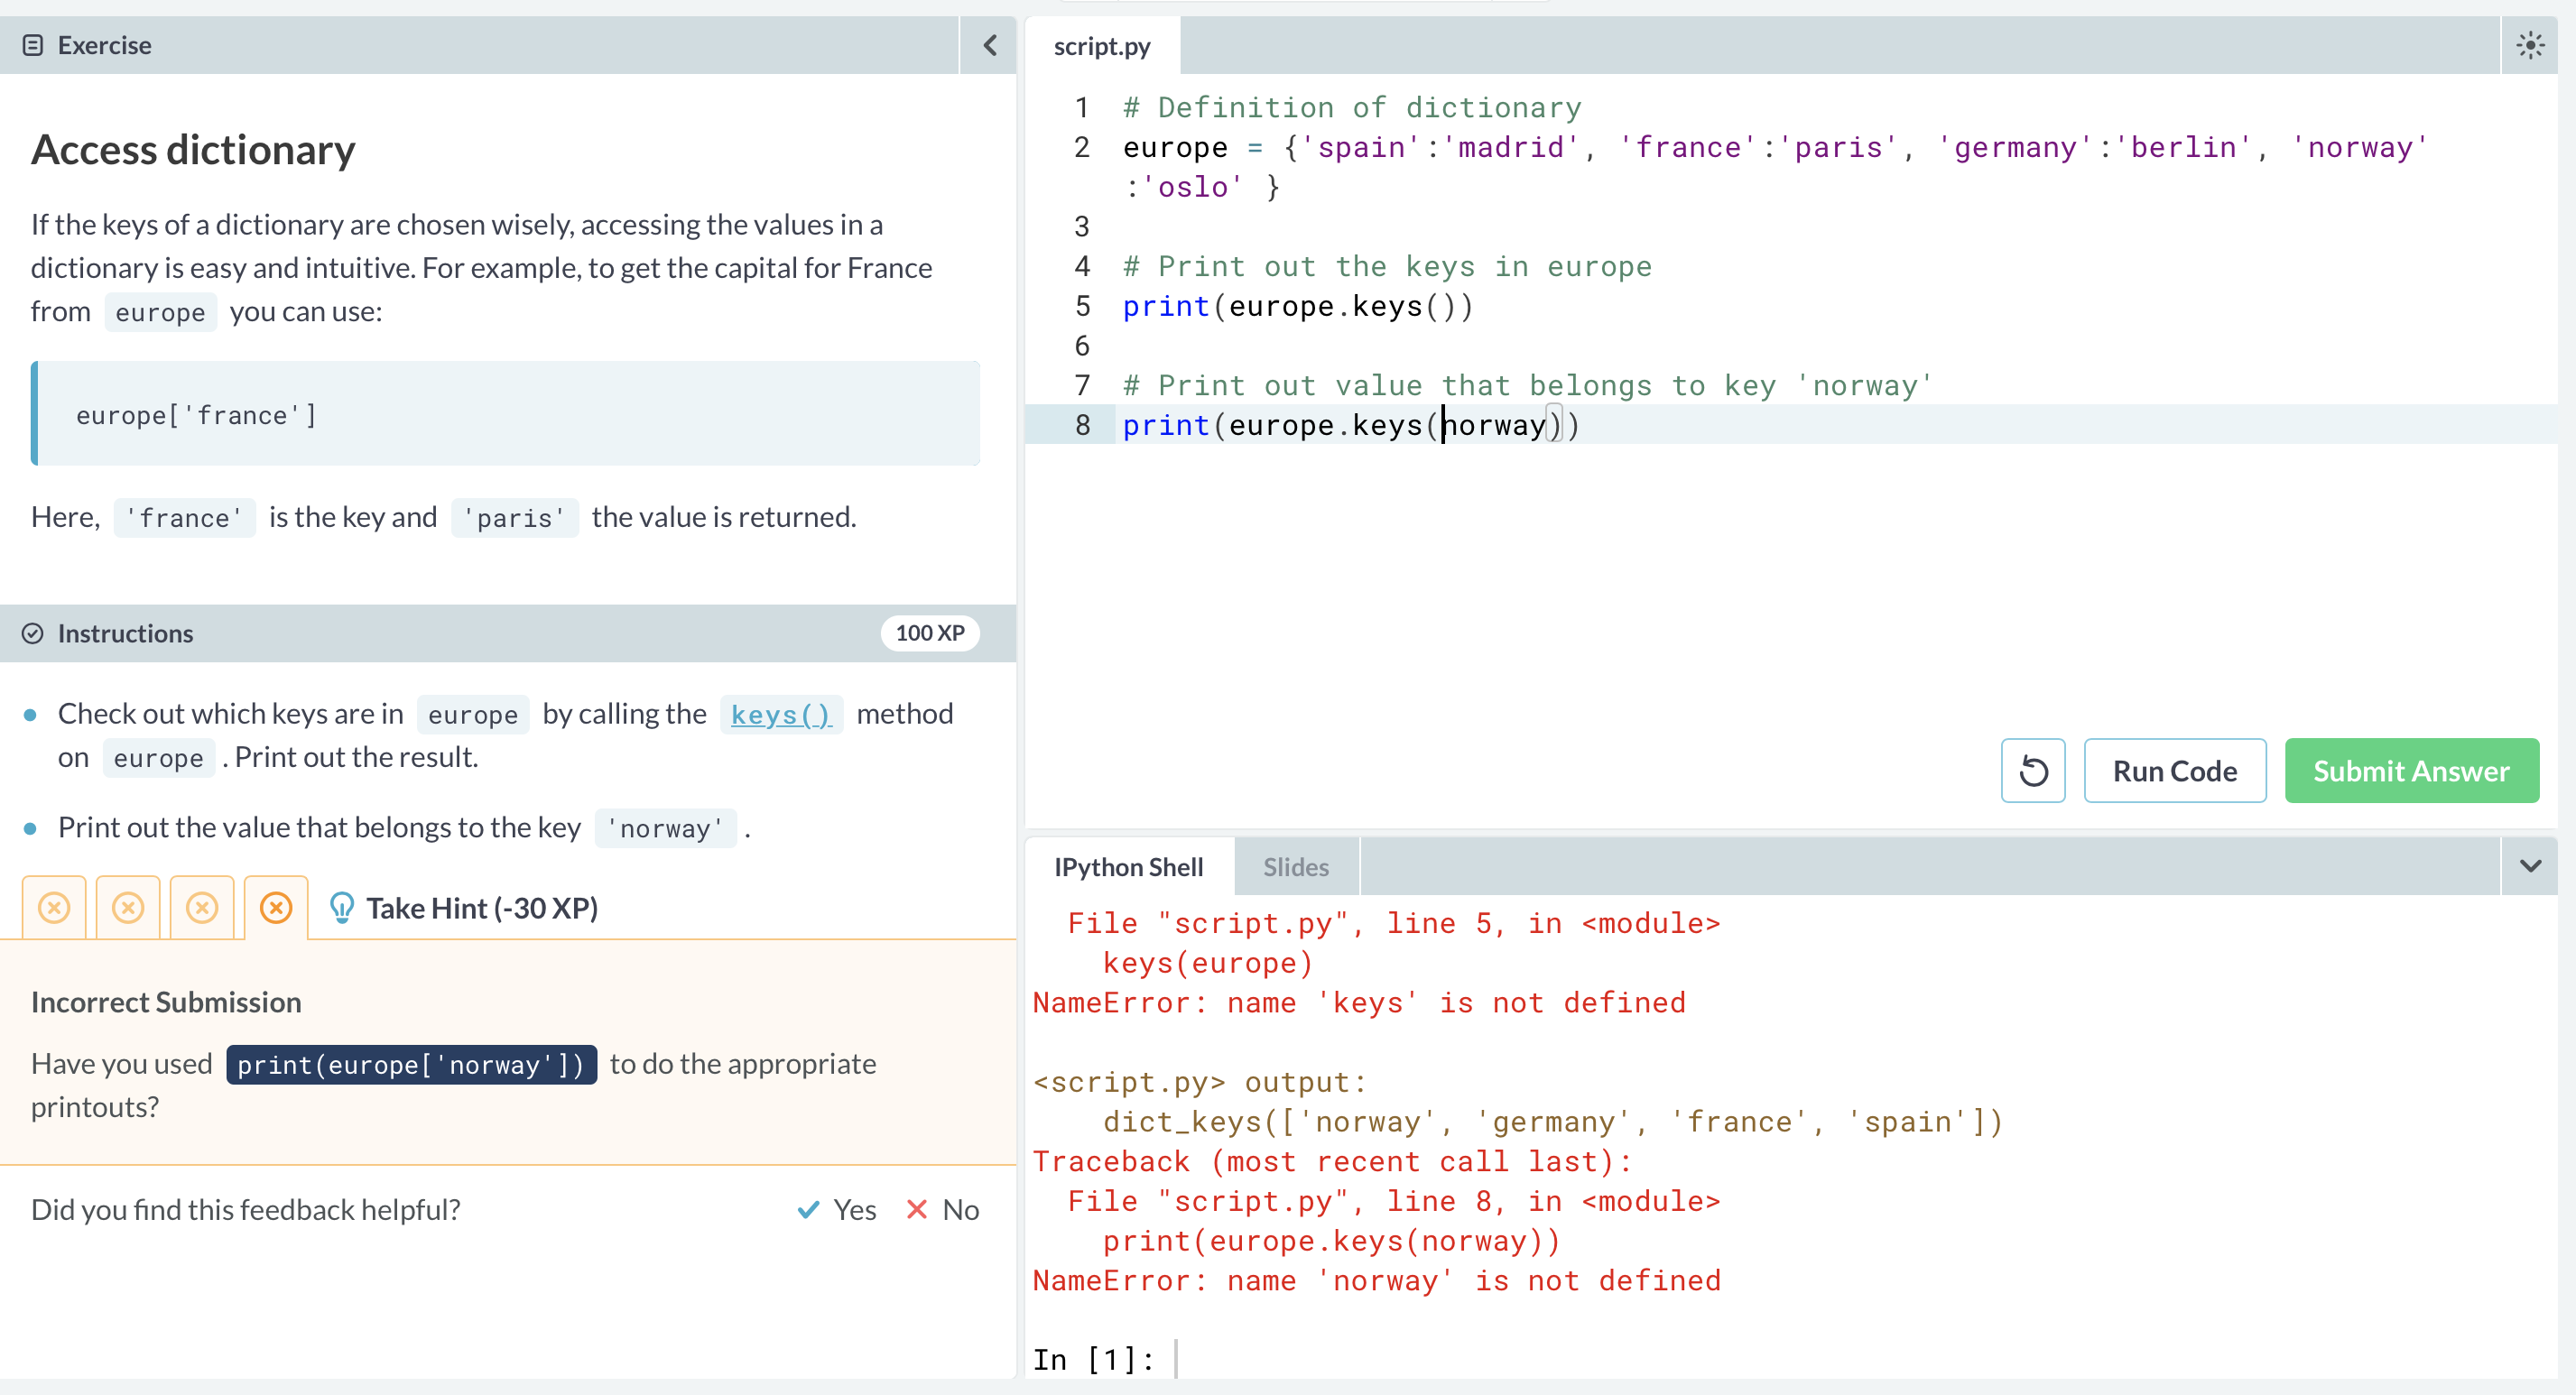 Exercise
Access dictionary
If the keys of a dictionary are chosen wisely, accessing the values in a
dictionary is easy and intuitive. For example, to get the capital for France
from europe you can use:
europe['france']
Here, 'france' is the key and 'paris' the value is returned.
Instructions
100 XP
Check out which keys are in europe by calling the keys() method
on europe . Print out the result.
Print out the value that belongs to the key 'norway' .
Take Hint (-30 XP)
Incorrect Submission
Have you used print(europe['norway']) to do the appropriate
printouts?
Did you find this feedback helpful?
Yes
No
script.py
1 # Definition of dictionary
2 europe = {'spain':'madrid', 'france':'paris', 'germany':'berlin', 'norway'
:'oslo' }
3
4 # Print out the keys in europe
5 print(europe.keys())
6
7 # Print out value that belongs to key 'norway'
8 print(europe.keys(norway))
Run Code
Submit Answer
IPython Shell
Slides
File "script.py", line 5, in <module>
keys(europe)
NameError: name 'keys' is not defined
<script.py> output:
dict_keys(['norway', 'germany', 'france', 'spain'])
Traceback (most recent call last):
File "script.py", line 8, in <module>
print(europe.keys(norway))
NameError: name 'norway' is not defined
In [1]: